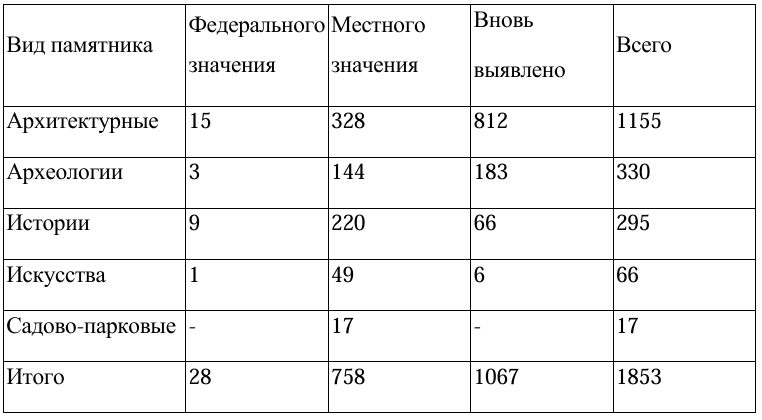 Вид памятника Федерального значения Местного значения Вновь выявлено Всего
Архитектурные 15 328 812 1155
Археологии 3 144 183 330
Истории 9 220 66 295
Искусства 1 49 6 66
Садово-парковые - 17 - 17
Итого 28 758 1067 1853